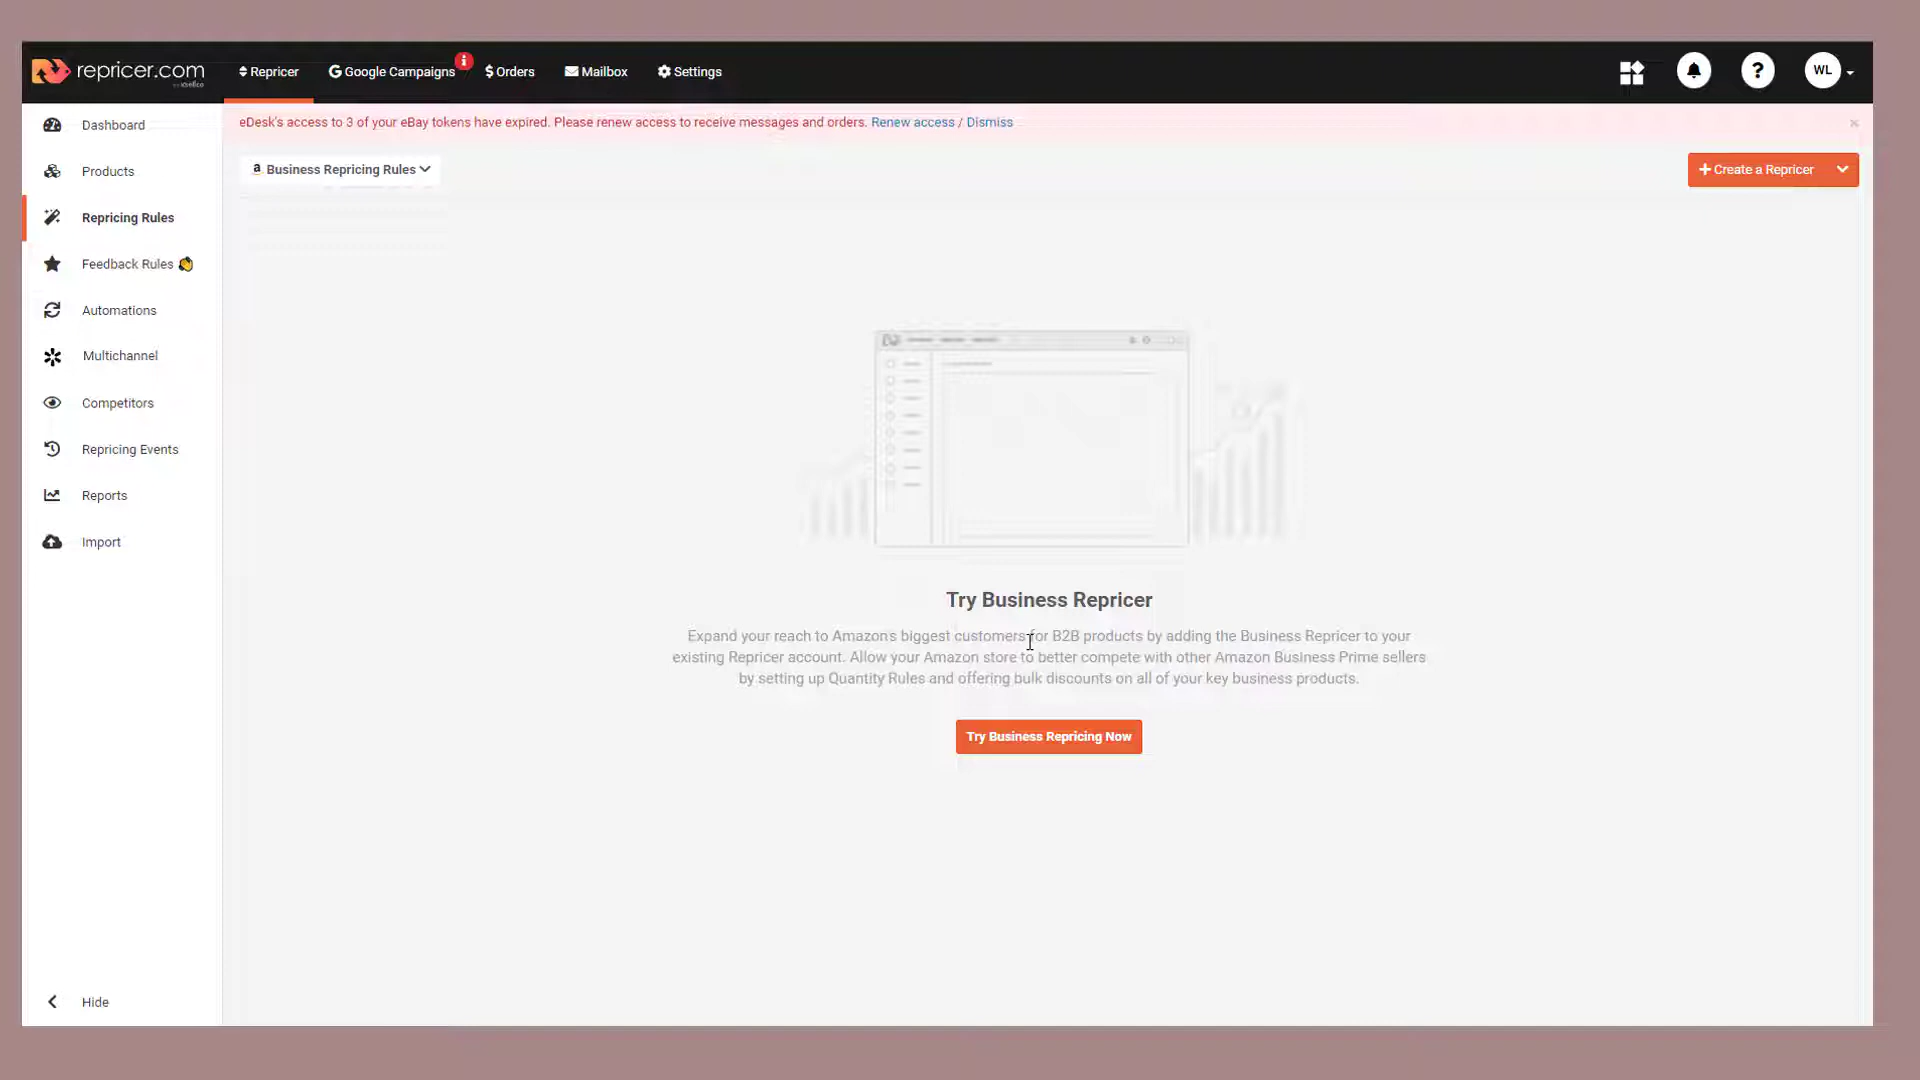 repricer.com
Repricer
Google Campaigns
Orders
Mailbox
Settings
WL
eDesk's access to 3 of your eBay tokens have expired. Please renew access to receive messages and orders. Renew access / Dismiss
Dashboard
Products
Repricing Rules
Feedback Rules
Automations
Multichannel
Competitors
Repricing Events
Reports
Import
Hide
Business Repricing Rules
Create a Repricer
Try Business Repricer
Expand your reach to Amazon's biggest customers for B2B products by adding the Business Repricer to your
existing Repricer account. Allow your Amazon store to better compete with other Amazon Business Prime sellers
by setting up Quantity Rules and offering bulk discounts on all of your key business products.
Try Business Repricing Now